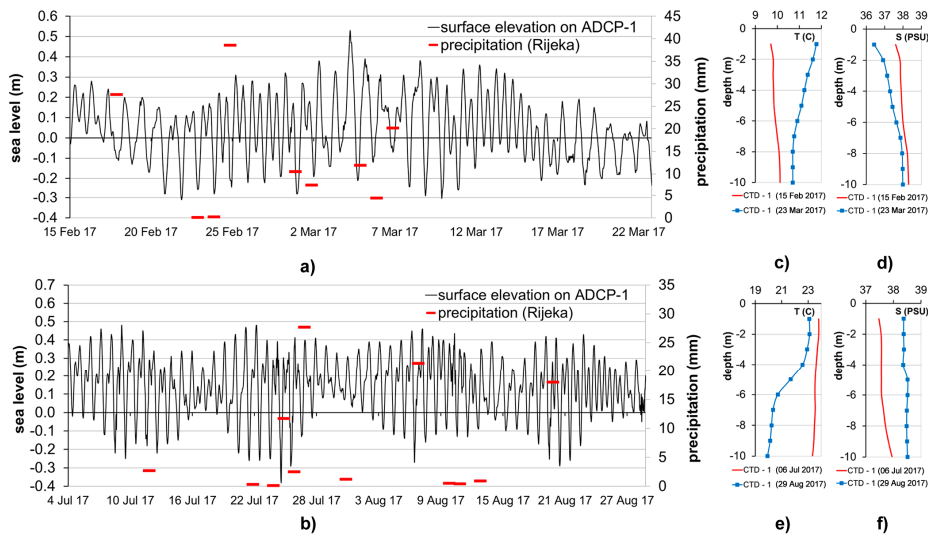 0.6
0.5
0.4
0.3
0.2
0.1
0.0
-0.1
-0.2
-0.3
-0.4
sea level (m)
surface elevation on ADCP-1
precipitation (Rijeka)
45
40
35
30
25
20
15
10
5
0
precipitation (mm)
15 Feb 17 20 Feb 17 25 Feb 17 2 Mar 17 7 Mar 17 12 Mar 17 17 Mar 17 22 Mar 17
a)
9 10 11 12
T (C)
depth (m)
0
-2
-4
-6
-8
-10
CTD - 1 (15 Feb 2017)
CTD - 1 (23 Mar 2017)
c)
36 37 38 39
S (PSU)
depth (m)
0
-2
-4
-6
-8
-10
CTD - 1 (15 Feb 2017)
CTD - 1 (23 Mar 2017)
d)
0.7
0.6
0.5
0.4
0.3
0.2
0.1
0.0
-0.1
-0.2
-0.3
-0.4
sea level (m)
surface elevation on ADCP-1
precipitation (Rijeka)
35
30
25
20
15
10
5
0
precipitation (mm)
4 Jul 17 10 Jul 17 16 Jul 17 22 Jul 17 28 Jul 17 3 Aug 17 9 Aug 17 15 Aug 17 21 Aug 17 27 Aug 17
b)
19 21 23
T (C)
depth (m)
0
-2
-4
-6
-8
-10
CTD - 1 (06 Jul 2017)
CTD - 1 (29 Aug 2017)
e)
37 38 39
S (PSU)
depth (m)
0
-2
-4
-6
-8
-10
CTD - 1 (06 Jul 2017)
CTD - 1 (29 Aug 2017)
f)